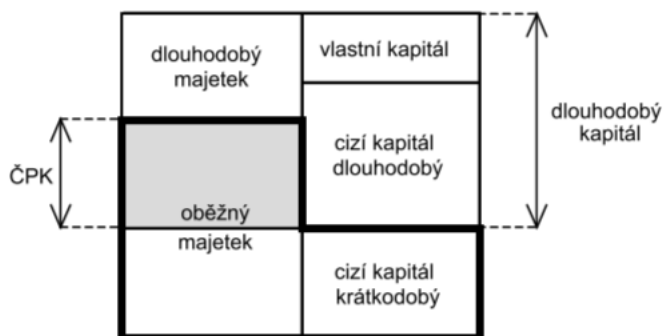 dlouhodobý
majetek
vlastní kapitál
dlouhodobý
kapitál
cizí kapitál
dlouhodobý
ČPK
oběžný
majetek
cizí kapitál
krátkodobý